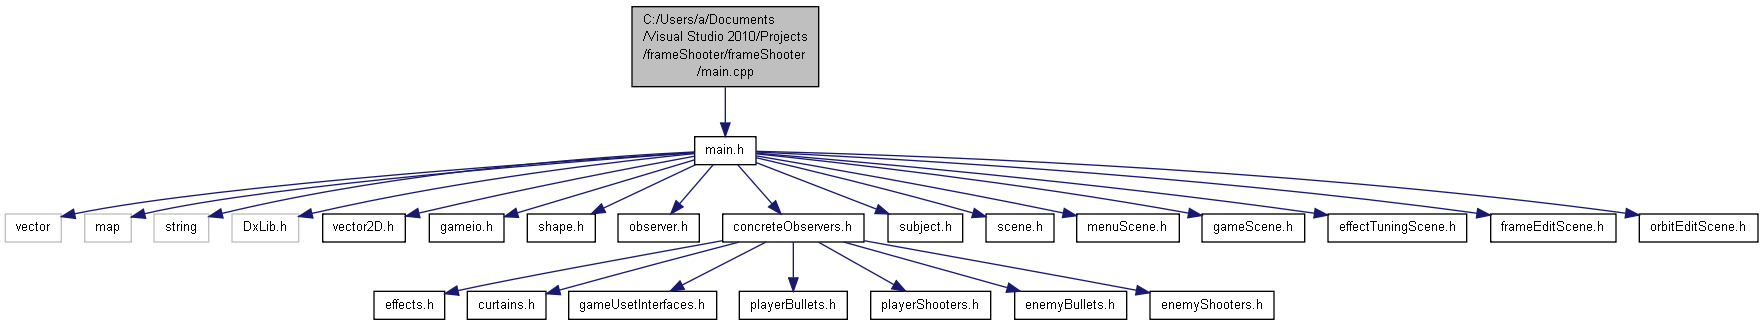 C:/Users/a/Documents
/Visual Studio 2010/Projects
/frameShooter/frameShooter
/main.cpp
main.h
vector
map
string
DxLib.h
vector2D.h
gameio.h
shape.h
observer.h
concreteObservers.h
subject.h
scene.h
menuScene.h
gameScene.h
effectTuningScene.h
frameEditScene.h
orbitEditScene.h
effects.h
curtains.h
gameUsetInterfaces.h
playerBullets.h
playerShooters.h
enemyBullets.h
enemyShooters.h